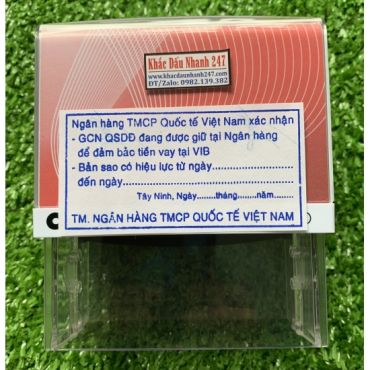 Khắc Dấu Nhanh 247
www.khacdaunhanh247.com
ĐT/Zalo: 0982.139.382
Ngân hàng TMCP Quốc tế Việt Nam xác nhận
- GCN QSDĐ đang được giữ tại Ngân hàng
để đảm bảo tiền vay tại VIB
- Bản sao có hiệu lực từ ngày..............................
đến ngày..................................................
Tây Ninh, Ngày.......tháng........năm........
TM. NGÂN HÀNG TMCP QUỐC TẾ VIỆT NAM